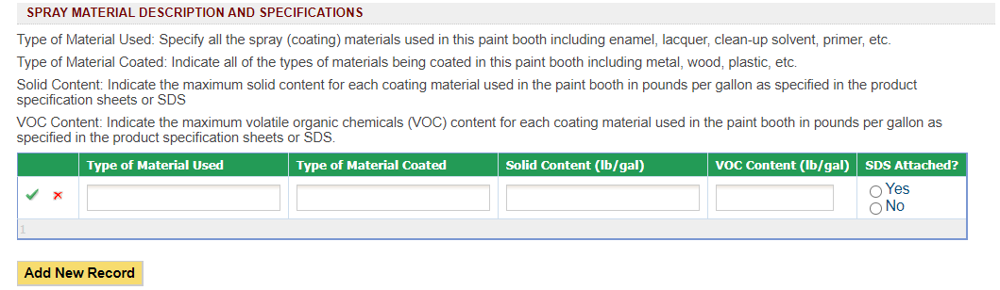 SPRAY MATERIAL DESCRIPTION AND SPECIFICATIONS
Type of Material Used: Specify all the spray (coating) materials used in this paint booth including enamel, lacquer, clean-up solvent, primer, etc.
Type of Material Coated: Indicate all of the types of materials being coated in this paint booth including metal, wood, plastic, etc.
Solid Content: Indicate the maximum solid content for each coating material used in the paint booth in pounds per gallon as specified in the product
specification sheets or SDS
VOC Content: Indicate the maximum volatile organic chemicals (VOC) content for each coating material used in the paint booth in pounds per gallon as
specified in the product specification sheets or SDS.
Type of Material Used Type of Material Coated Solid Content (lb/gal) VOC Content (lb/gal) SDS Attached?
Yes
No
1
Add New Record